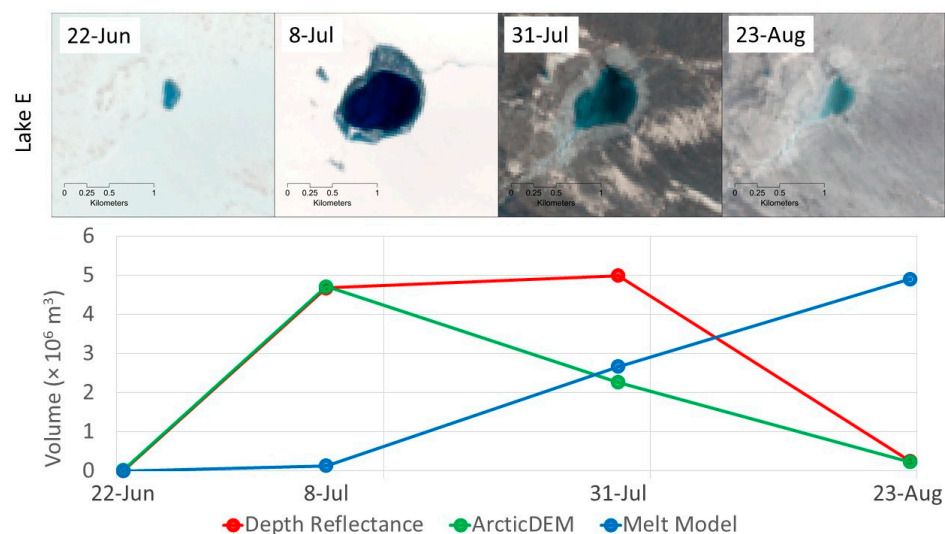 Lake E
22-Jun
8-Jul
31-Jul
23-Aug
0 0.25 0.5 1
Kilometers
0 0.25 0.5 1
Kilometers
0 0.25 0.5 1
Kilometers
0 0.25 0.5 1
Kilometers
Volume (× 10⁶ m³)
6
5
4
3
2
1
0
22-Jun 8-Jul 31-Jul 23-Aug
Depth Reflectance ArcticDEM Melt Model